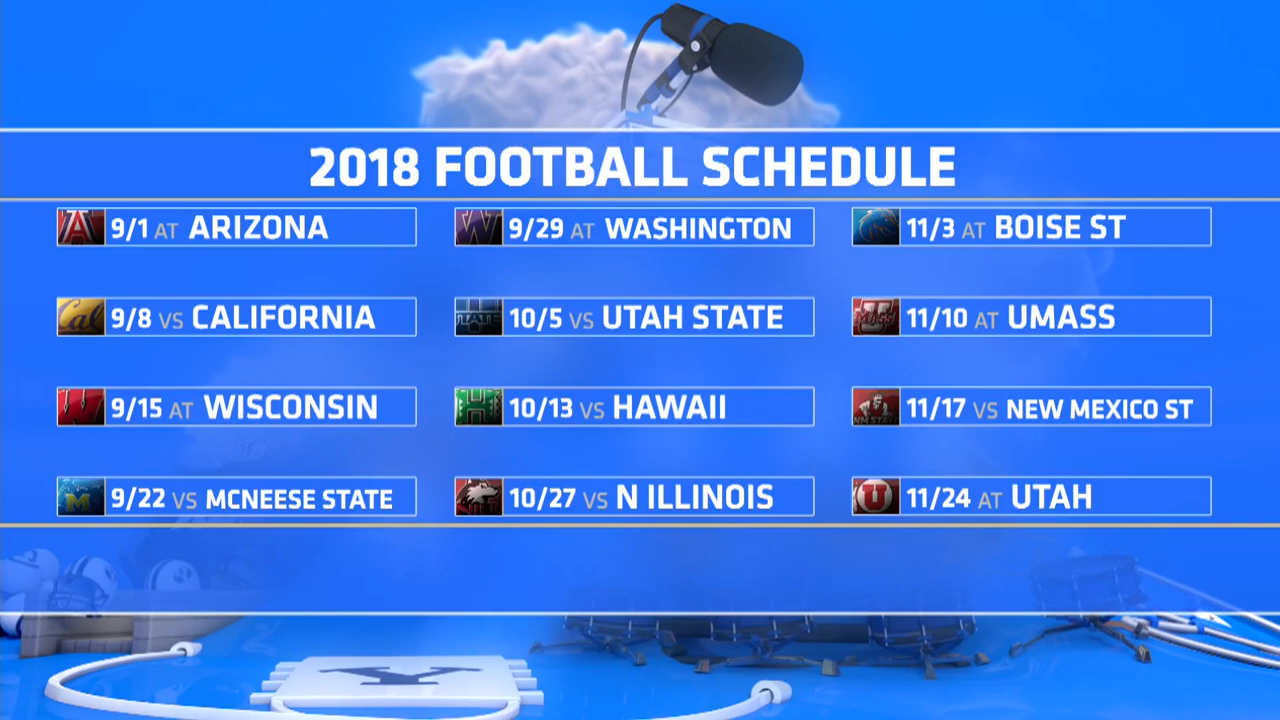 2018 FOOTBALL SCHEDULE
9/1 AT ARIZONA
9/8 VS CALIFORNIA
9/15 AT WISCONSIN
9/22 VS MCNEESE STATE
9/29 AT WASHINGTON
10/5 VS UTAH STATE
10/13 VS HAWAII
10/27 VS N ILLINOIS
11/3 AT BOISE ST
11/10 AT UMASS
11/17 VS NEW MEXICO ST
11/24 AT UTAH
Y